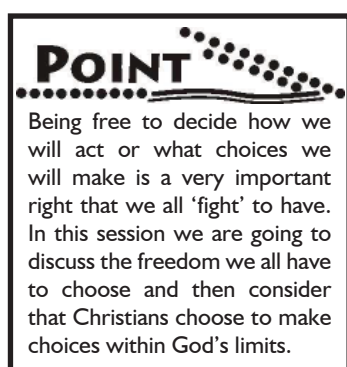 POINT
Being free to decide how we
will act or what choices we
will make is a very important
right that we all ‘fight’ to have.
In this session we are going to
discuss the freedom we all have
to choose and then consider
that Christians choose to make
choices within God’s limits.